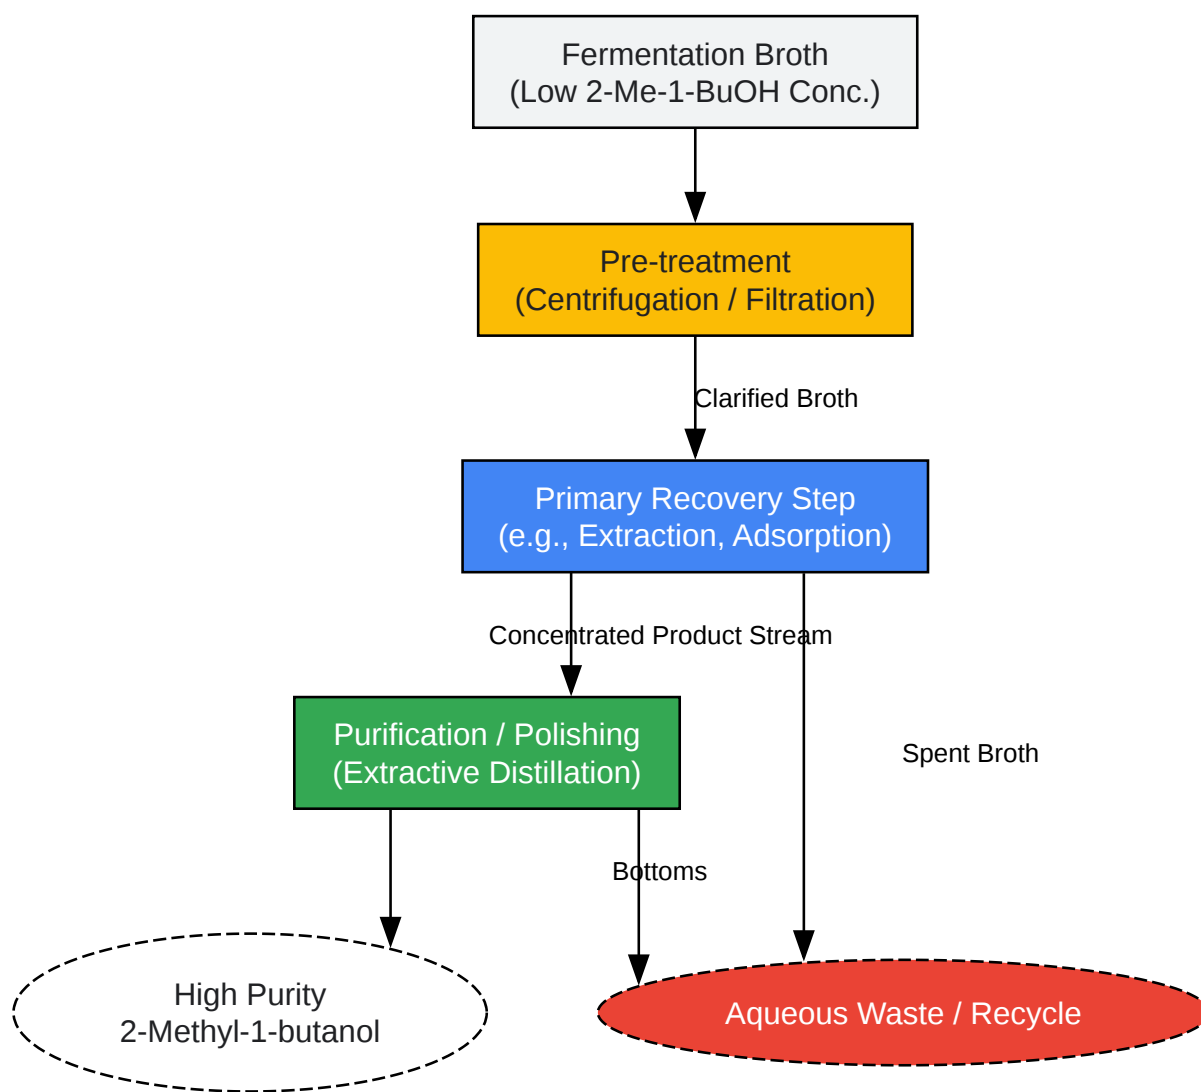 Fermentation Broth
(Low 2-Me-1-BuOH Conc.)
Pre-treatment
(Centrifugation / Filtration)
Clarified Broth
Primary Recovery Step
(e.g., Extraction, Adsorption)
Concentrated Product Stream
Purification / Polishing
(Extractive Distillation)
Spent Broth
Bottoms
High Purity
2-Methyl-1-butanol
Aqueous Waste / Recycle